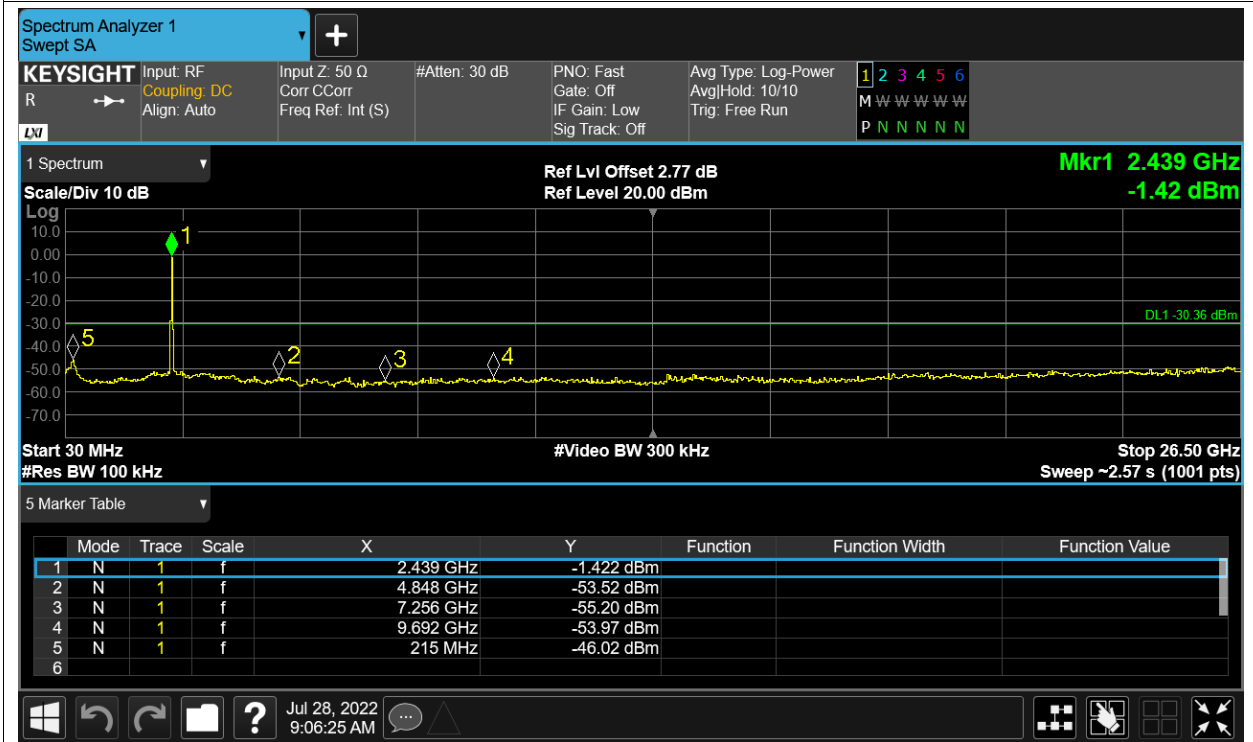 Spectrum Analyzer 1
Swept SA
+
KEYSIGHT
R
LXI
Input: RF
Coupling: DC
Align: Auto
Input Z: 50 Ω
Corr CCorr
Freq Ref: Int (S)
#Atten: 30 dB
PNO: Fast
Gate: Off
IF Gain: Low
Sig Track: Off
Avg Type: Log-Power
Avg|Hold: 10/10
Trig: Free Run
1 2 3 4 5 6
M W W W W W
P N N N N N
1 Spectrum
Scale/Div 10 dB
Ref Lvl Offset 2.77 dB
Ref Level 20.00 dBm
Mkr1 2.439 GHz
-1.42 dBm
Log
10.0
0.00
-10.0
-20.0
-30.0
-40.0
-50.0
-60.0
-70.0
1
5
2
3
4
DL1 -30.36 dBm
Start 30 MHz
#Video BW 300 kHz
Stop 26.50 GHz
#Res BW 100 kHz
Sweep ~2.57 s (1001 pts)
5 Marker Table
Mode Trace Scale X Y Function Function Width Function Value
1 N 1 f 2.439 GHz -1.422 dBm
2 N 1 f 4.848 GHz -53.52 dBm
3 N 1 f 7.256 GHz -55.20 dBm
4 N 1 f 9.692 GHz -53.97 dBm
5 N 1 f 215 MHz -46.02 dBm
6
?
Jul 28, 2022
9:06:25 AM